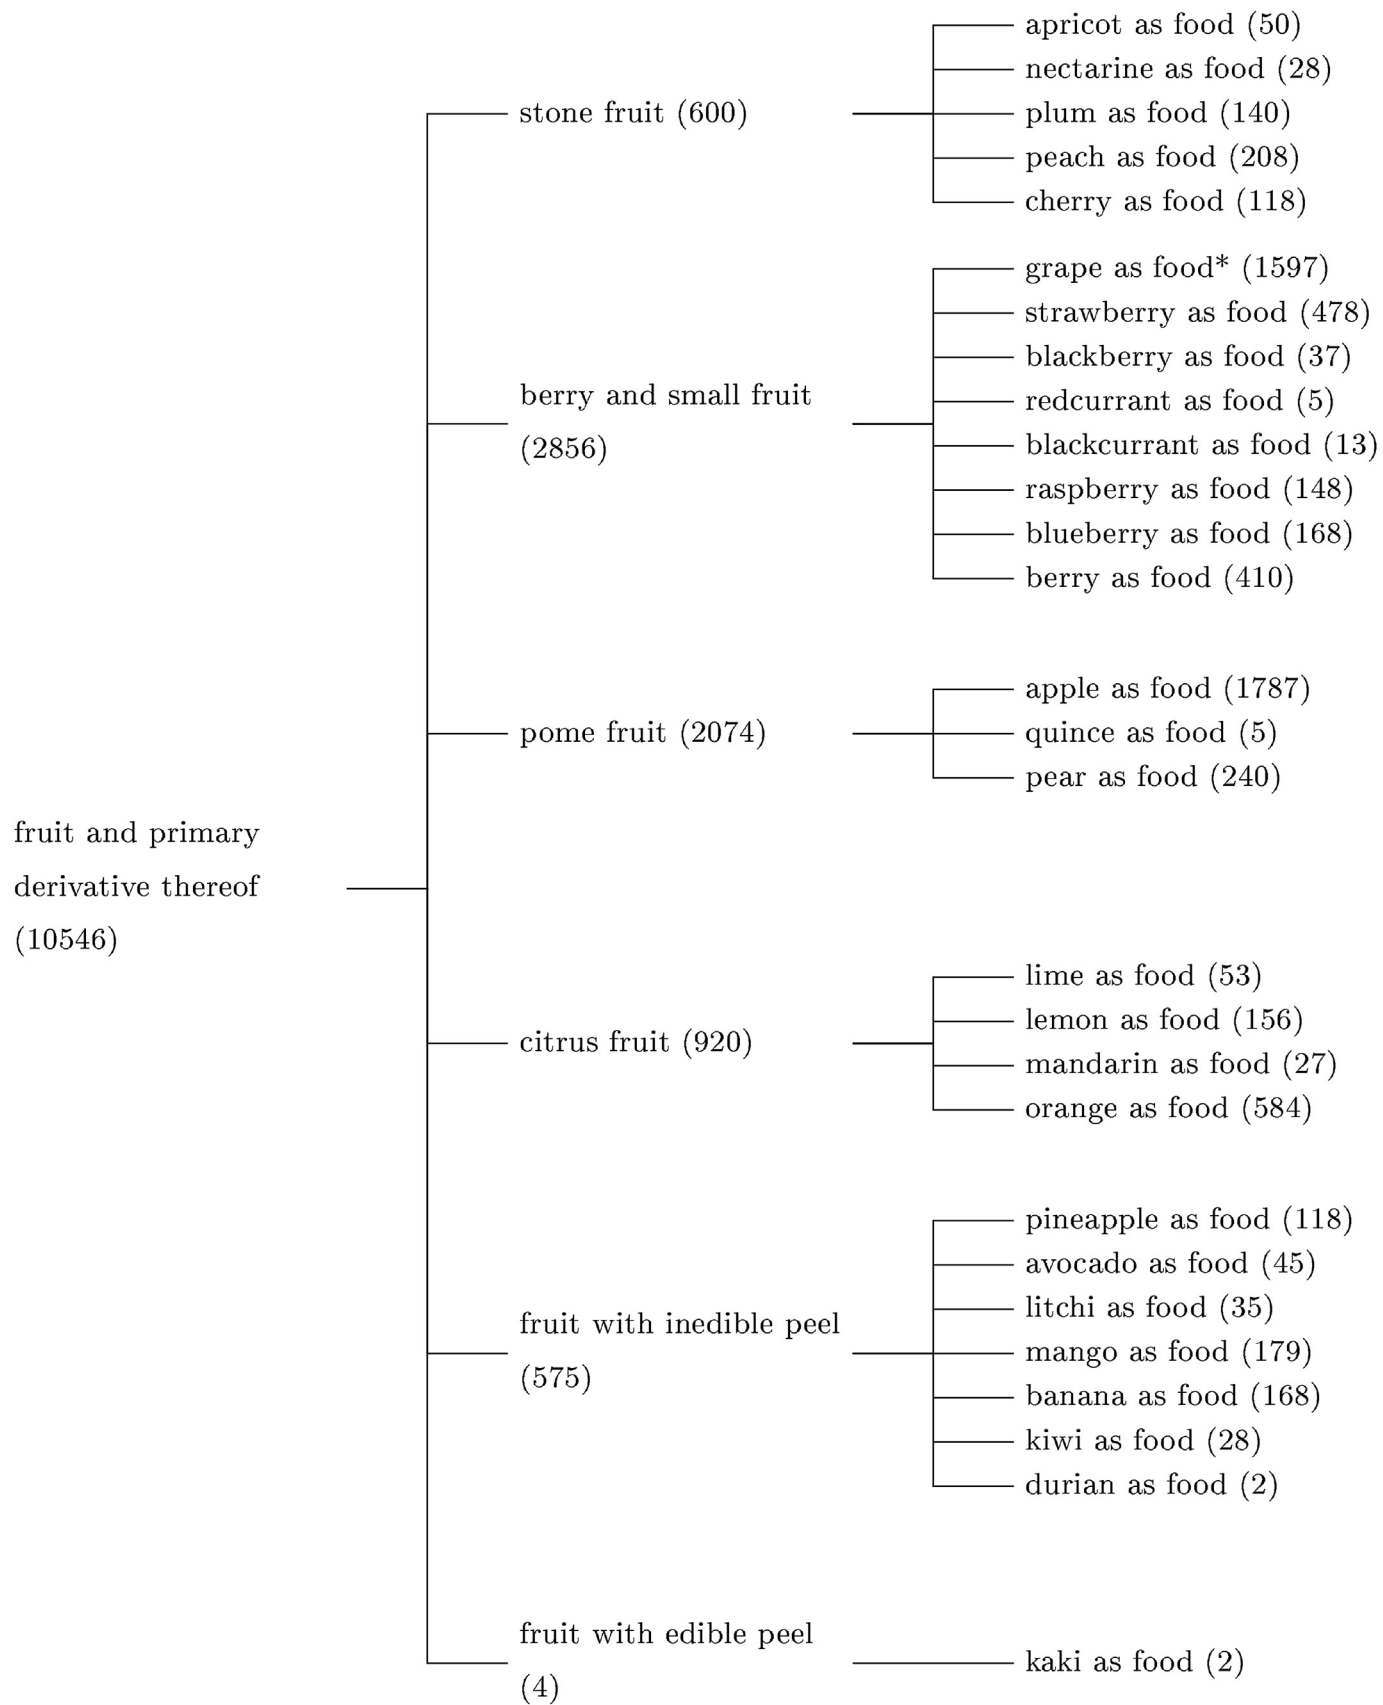 fruit and primary
derivative thereof
(10546)
stone fruit (600)
apricot as food (50)
nectarine as food (28)
plum as food (140)
peach as food (208)
cherry as food (118)
berry and small fruit
(2856)
grape as food* (1597)
strawberry as food (478)
blackberry as food (37)
redcurrant as food (5)
blackcurrant as food (13)
raspberry as food (148)
blueberry as food (168)
berry as food (410)
pome fruit (2074)
apple as food (1787)
quince as food (5)
pear as food (240)
citrus fruit (920)
lime as food (53)
lemon as food (156)
mandarin as food (27)
orange as food (584)
fruit with inedible peel
(575)
pineapple as food (118)
avocado as food (45)
litchi as food (35)
mango as food (179)
banana as food (168)
kiwi as food (28)
durian as food (2)
fruit with edible peel
(4)
kaki as food (2)